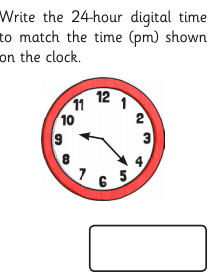 Write the 24-hour digital time
to match the time (pm) shown
on the clock.
11 12 1
10 2
9 3
8 4
7 6 5